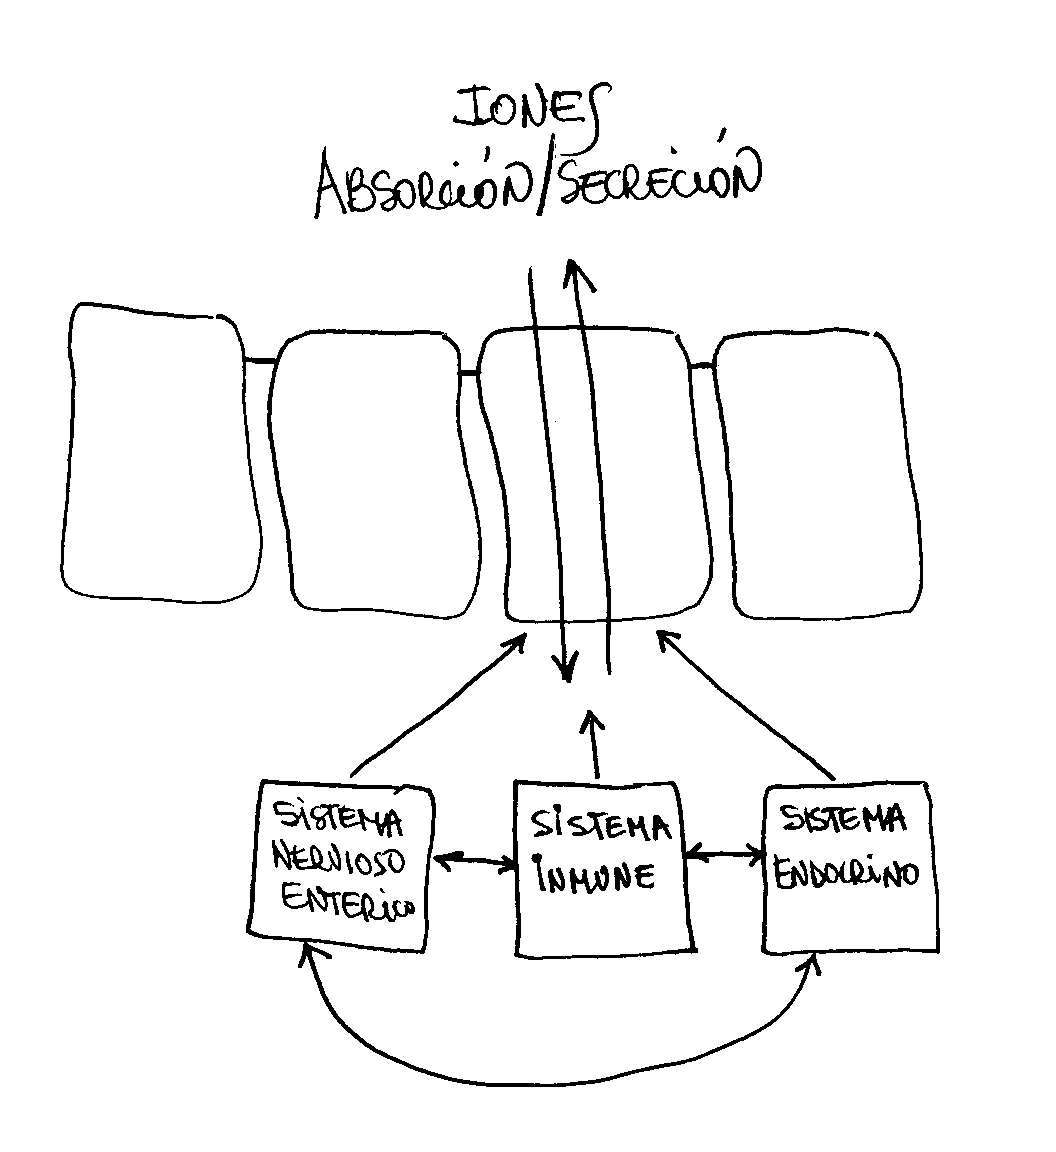 IONES
ABSORCIÓN/SECRECIÓN
SISTEMA
NERVIOSO
ENTERICO
SISTEMA
INMUNE
SISTEMA
ENDOCRINO